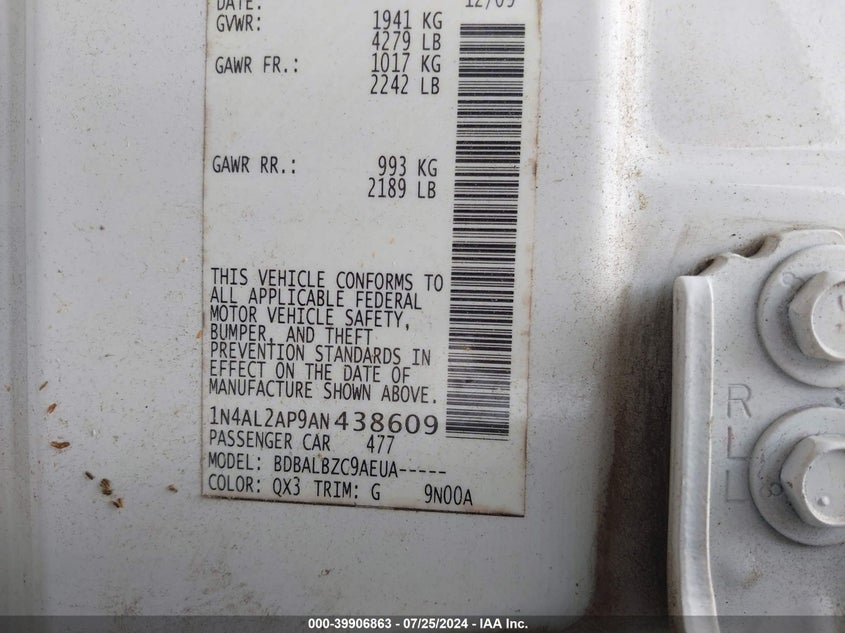 DATE: 12/09
GVWR: 1941 KG
4279 LB
GAWR FR.: 1017 KG
2242 LB
GAWR RR.: 993 KG
2189 LB
THIS VEHICLE CONFORMS TO
ALL APPLICABLE FEDERAL
MOTOR VEHICLE SAFETY,
BUMPER, AND THEFT
PREVENTION STANDARDS IN
EFFECT ON THE DATE OF
MANUFACTURE SHOWN ABOVE.
1N4AL2AP9AN438609
PASSENGER CAR 477
MODEL: BDBALBZC9AEUA-----
COLOR: QX3 TRIM: G 9N00A
R
L
L
000-39906863 / 07/25/2024 - IAA Inc.